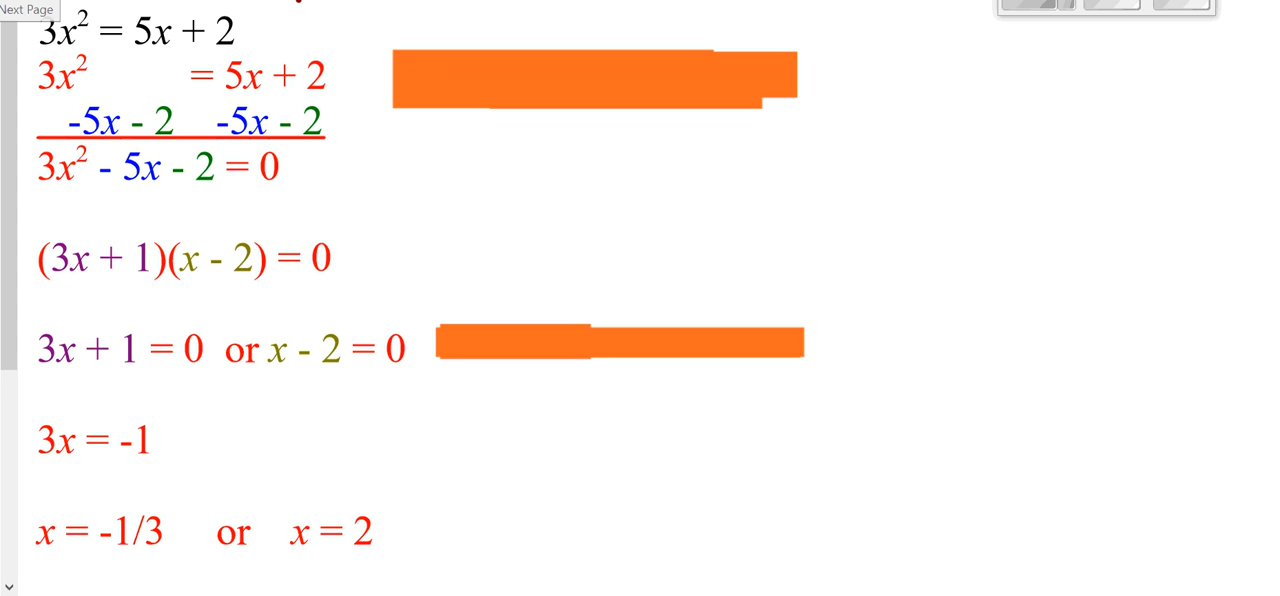 Next Page
3x² = 5x + 2
3x² = 5x + 2
-5x - 2 -5x - 2
3x² - 5x - 2 = 0
(3x + 1)(x - 2) = 0
3x + 1 = 0 or x - 2 = 0
3x = -1
x = -1/3 or x = 2